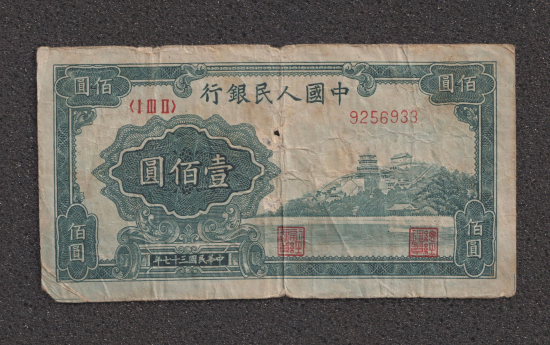 佰圓
佰圓
中國人民銀行
〈I III II〉
9256933
壹佰圓
佰圓
佰圓
中華民國三十七年